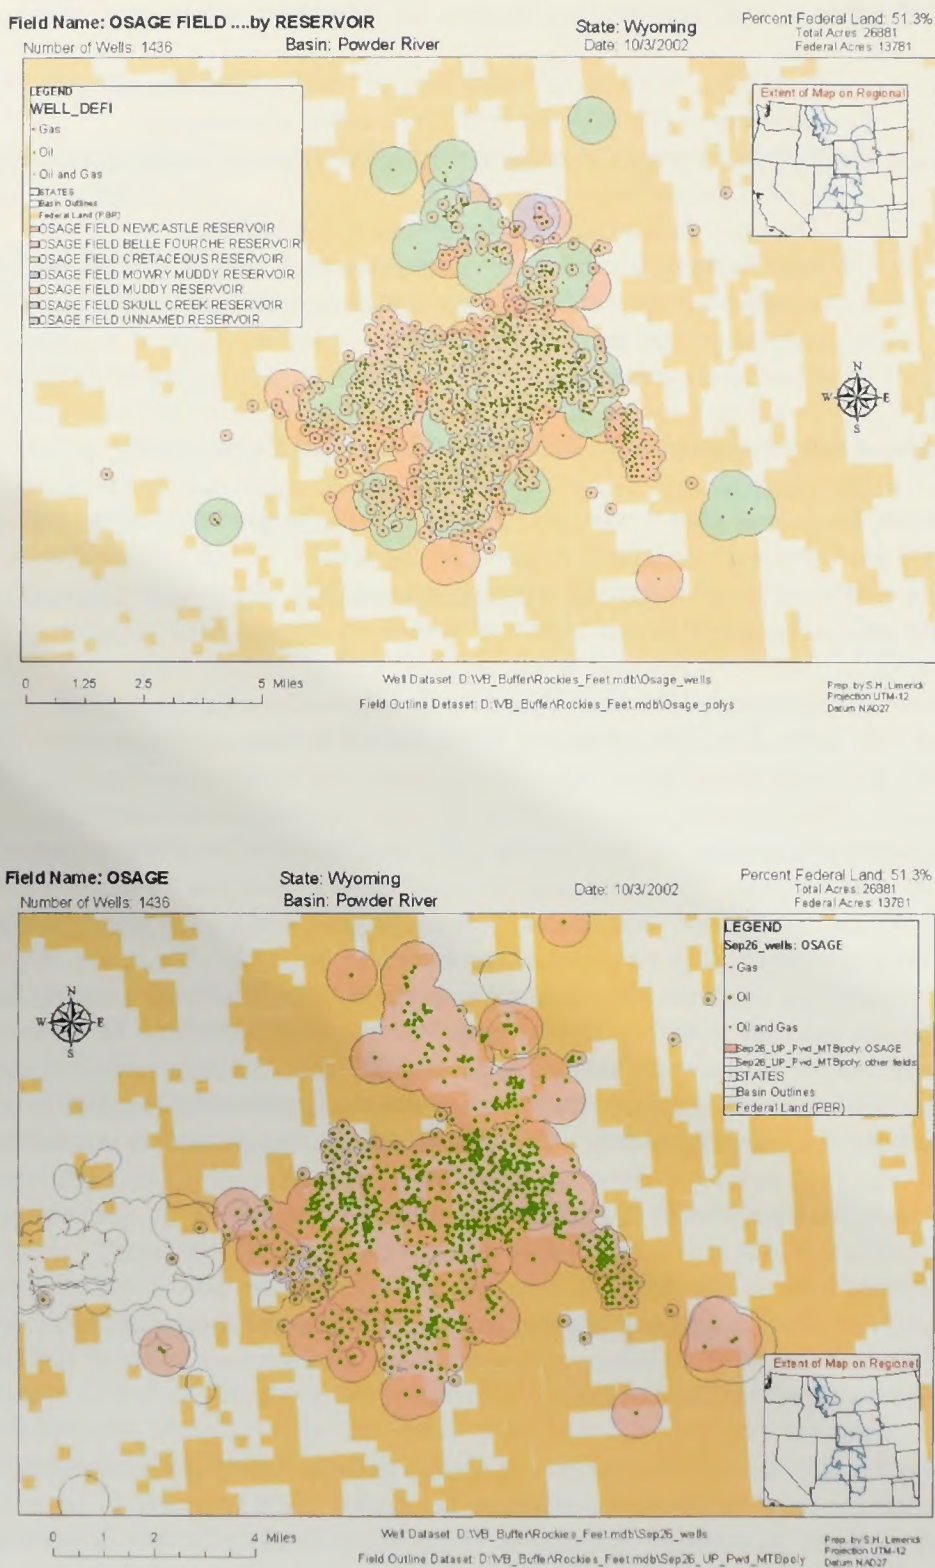 Field Name: OSAGE FIELD ....by RESERVOIR
State: Wyoming
Percent Federal Land: 51.3%
Number of Wells: 1436
Basin: Powder River
Date: 10/3/2002
Total Acres: 26881
Federal Acres: 13781
LEGEND
WELL_DEFI
Gas
Oil
Oil and Gas
STATES
Basin Outlines
Federal Land (PBR)
OSAGE FIELD NEWCASTLE RESERVOIR
OSAGE FIELD BELLE FOURCHE RESERVOIR
OSAGE FIELD CRETACEOUS RESERVOIR
OSAGE FIELD MOWRY MUDDY RESERVOIR
OSAGE FIELD MUDDY RESERVOIR
OSAGE FIELD SKULL CREEK RESERVOIR
OSAGE FIELD UNNAMED RESERVOIR
Extent of Map on Regional
N
W E
S
0 1.25 2.5 5 Miles
Well Dataset: D:\VB_Buffer\Rockies_Feet.mdb\Osage_wells
Field Outline Dataset: D:\VB_Buffer\Rockies_Feet.mdb\Osage_polys
Prep. by S.H. Limerick
Projection UTM-12
Datum NAD27
Field Name: OSAGE
State: Wyoming
Date: 10/3/2002
Percent Federal Land: 51.3%
Number of Wells: 1436
Basin: Powder River
Total Acres: 26881
Federal Acres: 13781
N
W E
S
LEGEND
Sep26_wells: OSAGE
Gas
Oil
Oil and Gas
Sep26_UP_Pwd_MTBpoly: OSAGE
Sep26_UP_Pwd_MTBpoly: other fields
STATES
Basin Outlines
Federal Land (PBR)
Extent of Map on Regional
0 1 2 4 Miles
Well Dataset: D:\VB_Buffer\Rockies_Feet.mdb\Sep26_wells
Field Outline Dataset: D:\VB_Buffer\Rockies_Feet.mdb\Sep26_UP_Pwd_MTBpoly
Prep. by S.H. Limerick
Projection UTM-12
Datum NAD27